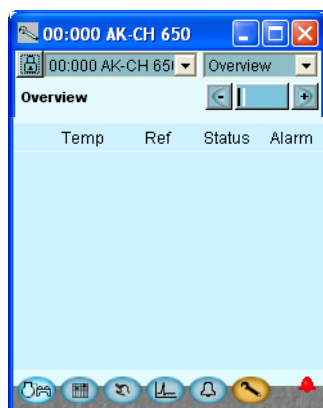 00:000 AK-CH 650
00:000 AK-CH 65 Overview
Overview
Temp Ref Status Alarm